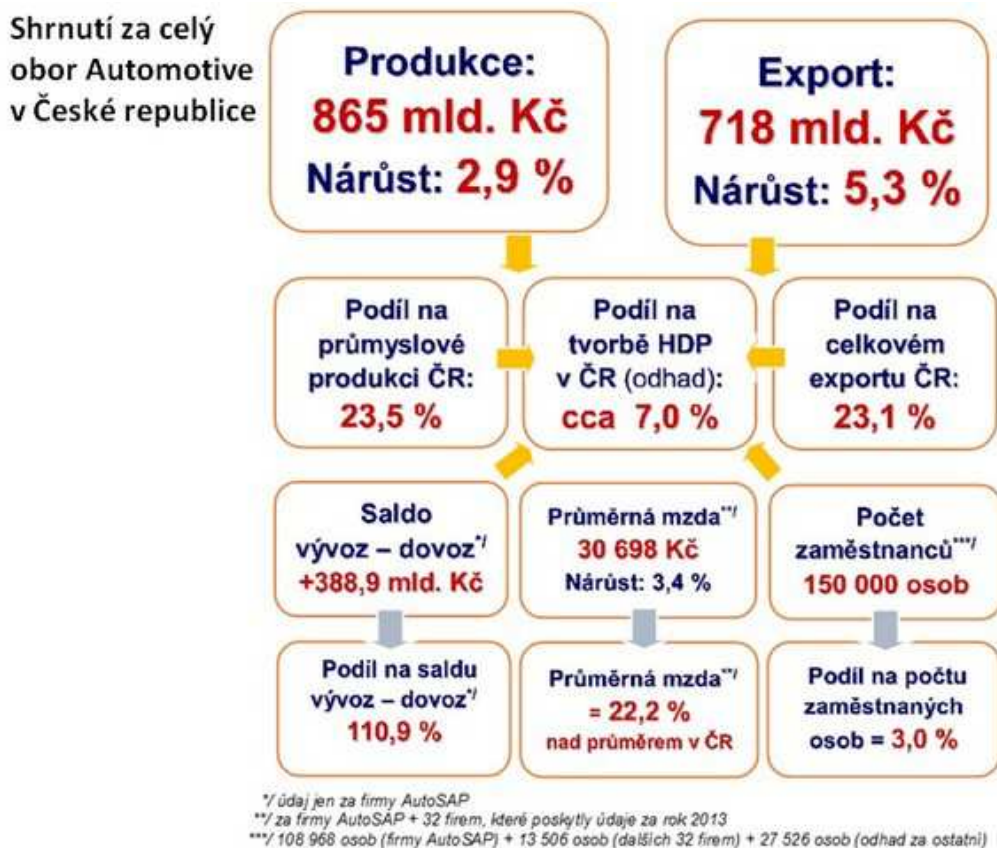 Shrnutí za celý
obor Automotive
v České republice
Produkce:
865 mld. Kč
Nárůst: 2,9 %
Export:
718 mld. Kč
Nárůst: 5,3 %
Podíl na
průmyslové
produkci ČR:
23,5 %
Podíl na
tvorbě HDP
v ČR (odhad):
cca 7,0 %
Podíl na
celkovém
exportu ČR:
23,1 %
Saldo
vývoz – dovoz*/
+388,9 mld. Kč
Průměrná mzda**/
30 698 Kč
Nárůst: 3,4 %
Počet
zaměstnanců***/
150 000 osob
Podíl na saldu
vývoz – dovoz*/
110,9 %
Průměrná mzda**/
= 22,2 %
nad průměrem v ČR
Podíl na počtu
zaměstnaných
osob = 3,0 %
*/ údaj jen za firmy AutoSAP
**/ za firmy AutoSAP + 32 firem, které poskytly údaje za rok 2013
***/ 108 968 osob (firmy AutoSAP) + 13 506 osob (dalších 32 firem) + 27 526 osob (odhad za ostatní)